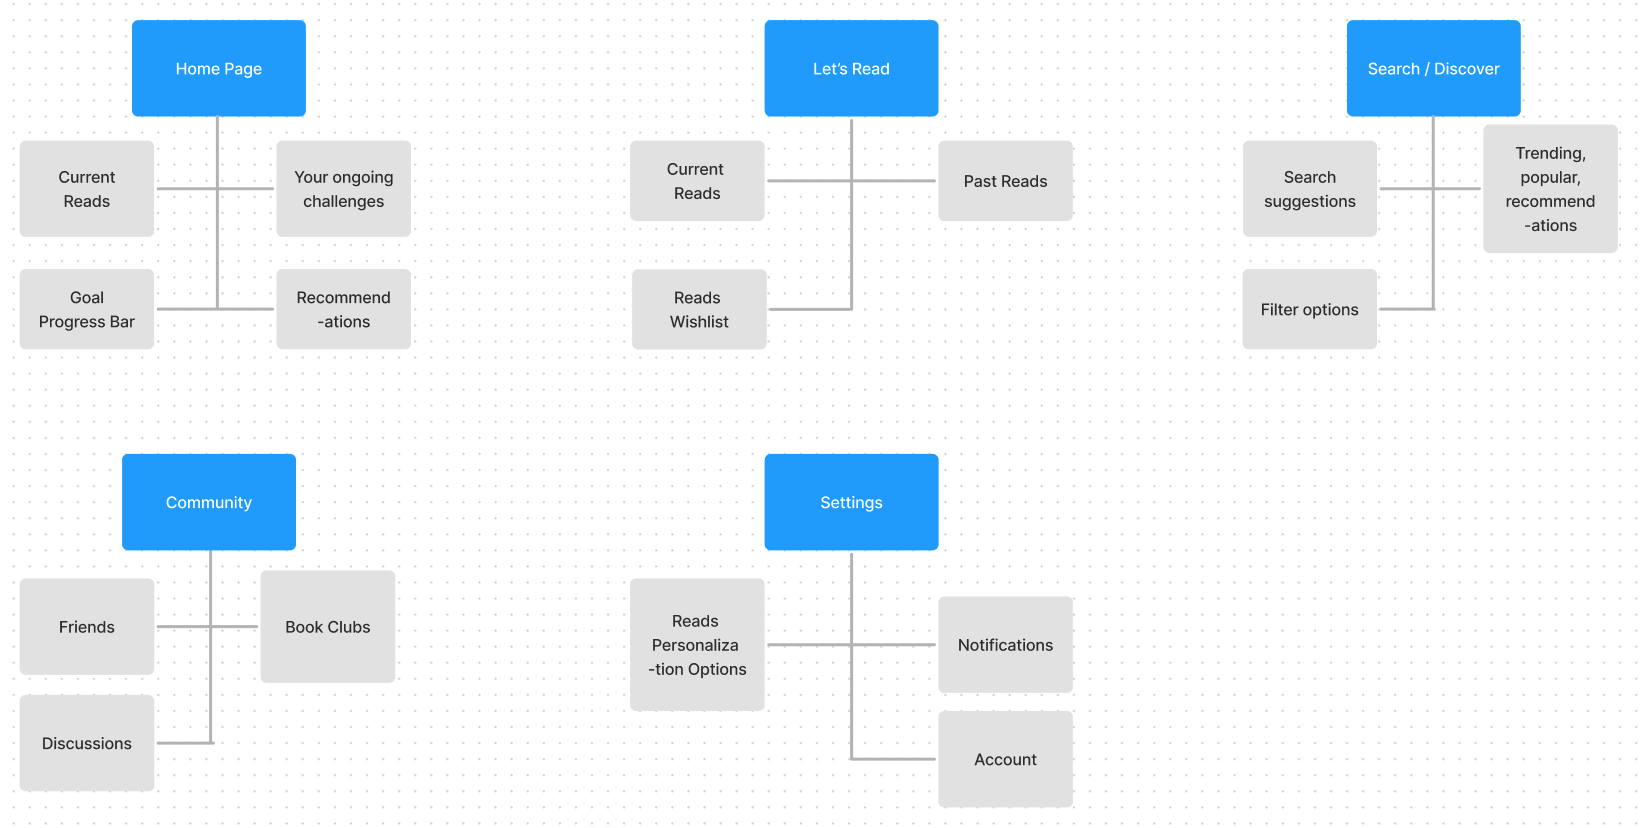 Home Page
Current
Reads
Your ongoing
challenges
Goal
Progress Bar
Recommend
-ations
Let’s Read
Current
Reads
Past Reads
Reads
Wishlist
Search / Discover
Search
suggestions
Trending,
popular,
recommend
-ations
Filter options
Community
Friends
Book Clubs
Discussions
Settings
Reads
Personaliza
-tion Options
Notifications
Account